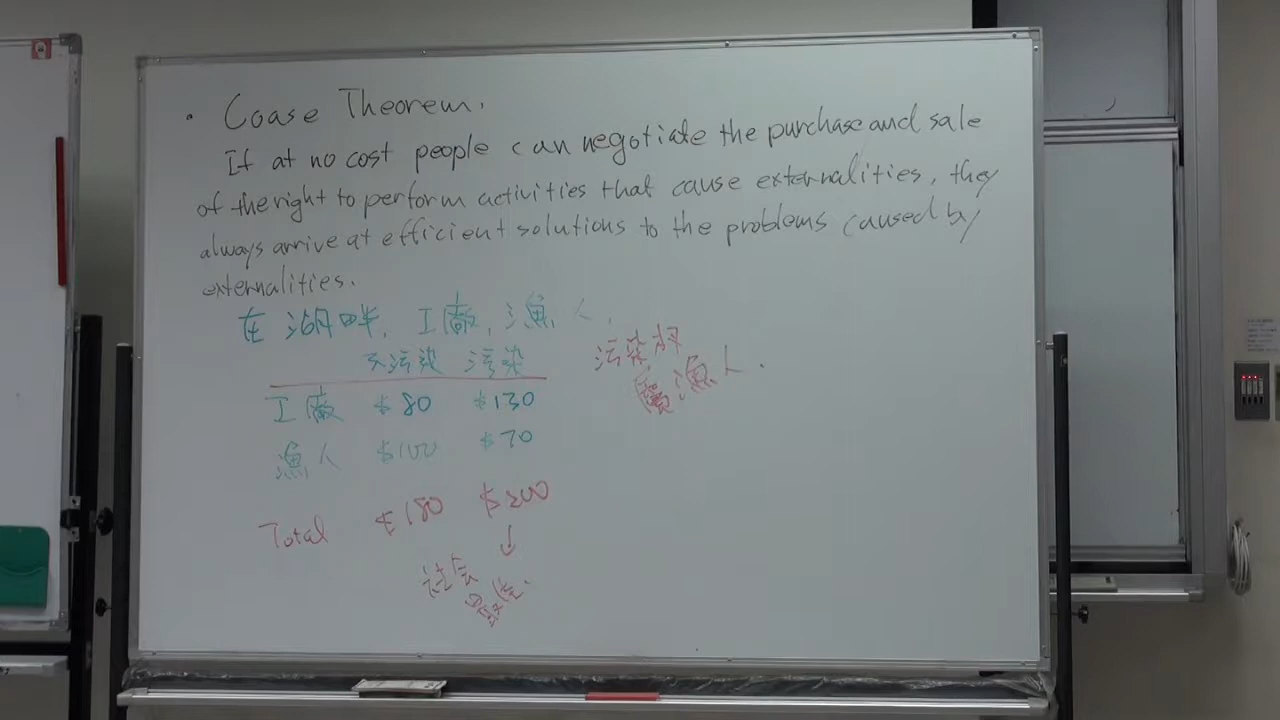 • Coase Theorem.
If at no cost people can negotiate the purchase and sale
of the right to perform activities that cause externalities, they
always arrive at efficient solutions to the problems caused by
externalities.
在湖畔, 工廠, 漁人,
不污染 污染
工廠 $80 $130
漁人 $100 $70
Total $180 $200
↓
社会
最佳.
污染权
屬漁人.